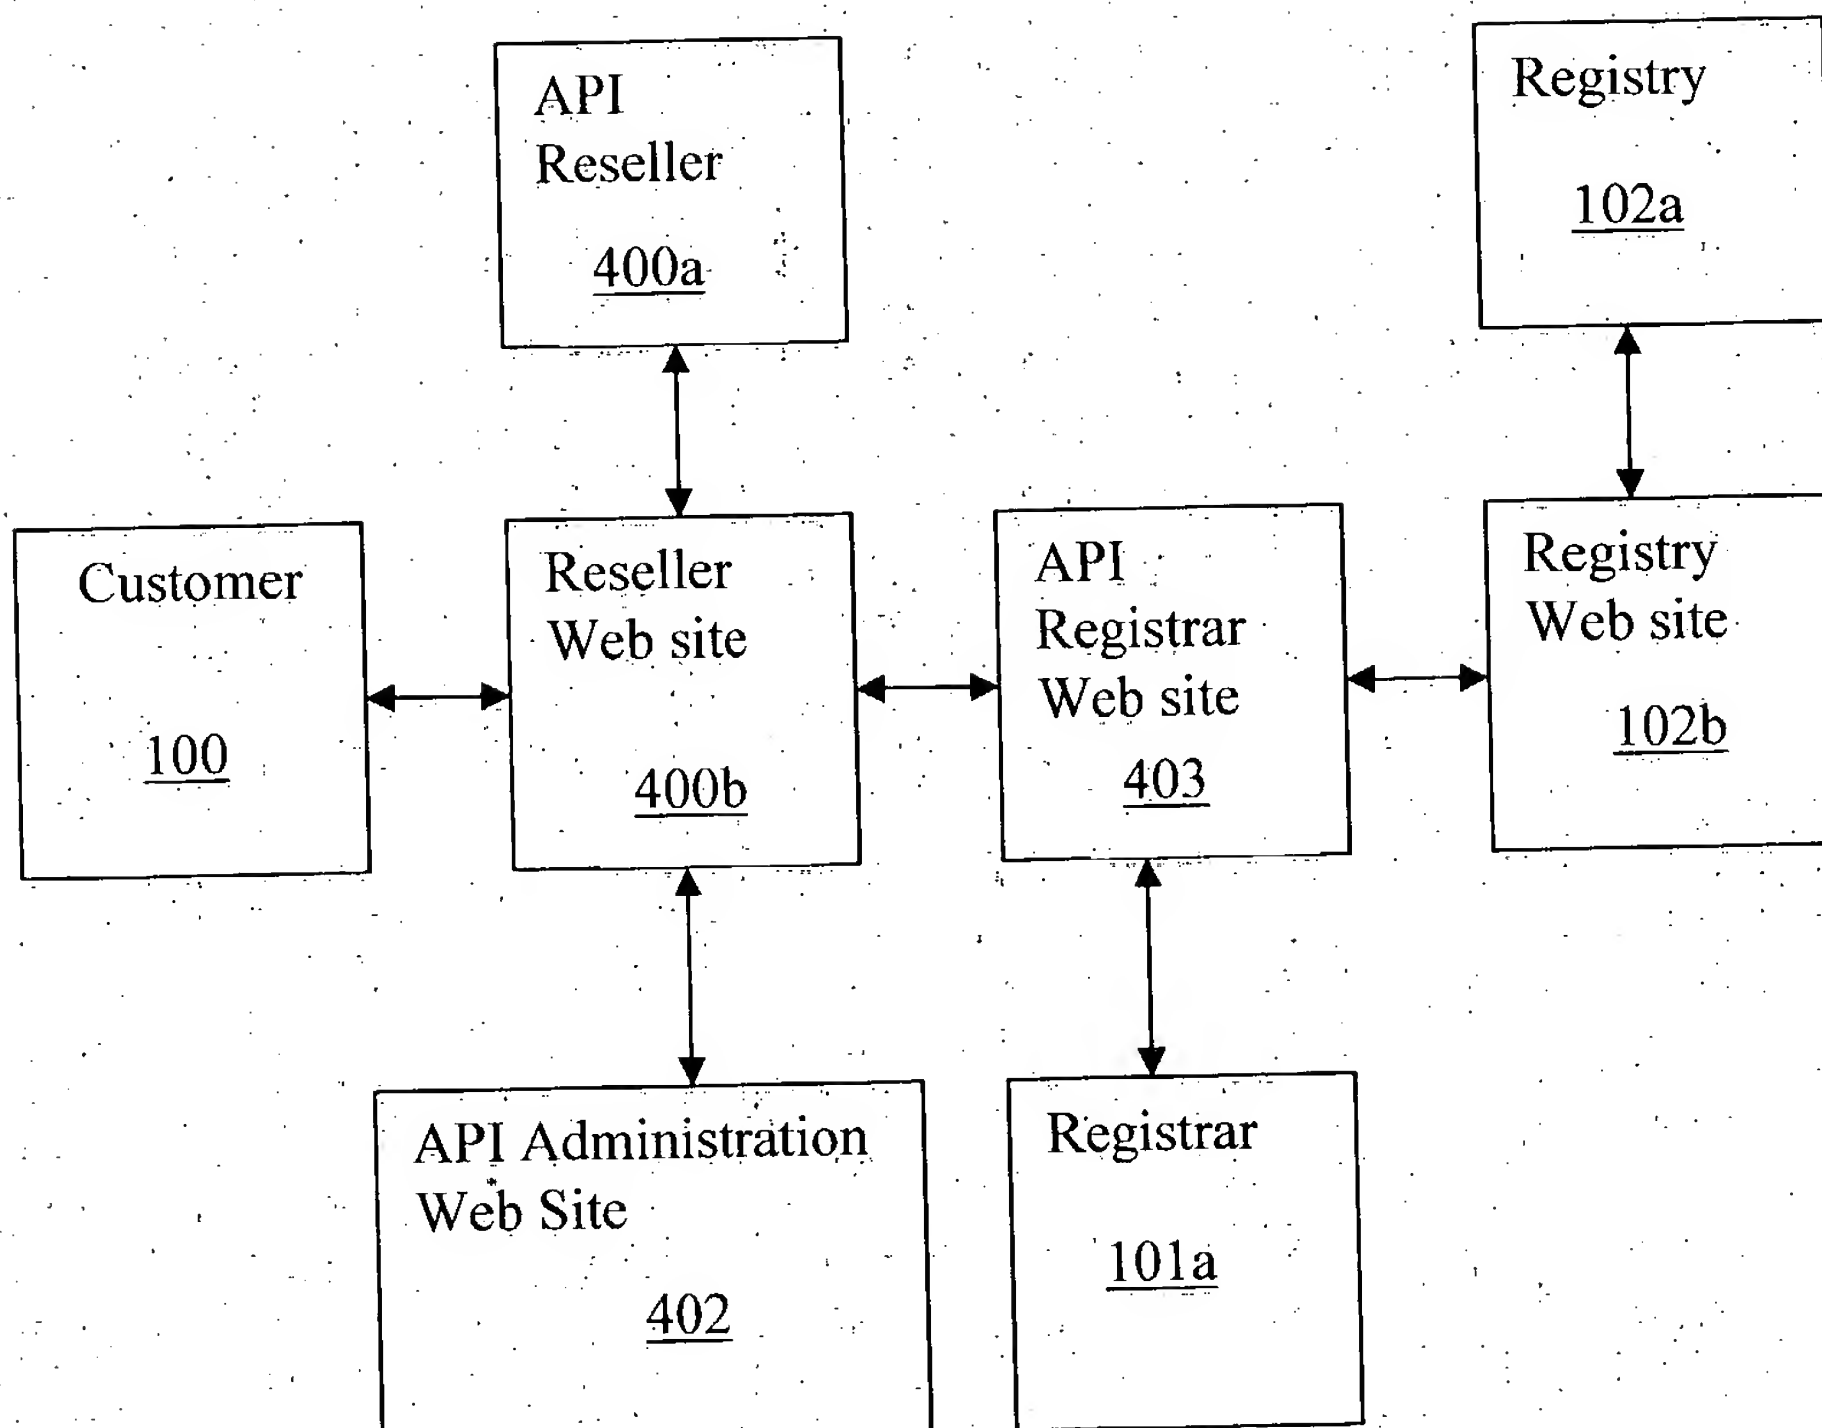 API
Reseller
400a
Registry
102a
Customer
100
Reseller
Web site
400b
API
Registrar
Web site
403
Registry
Web site
102b
API Administration
Web Site
402
Registrar
101a